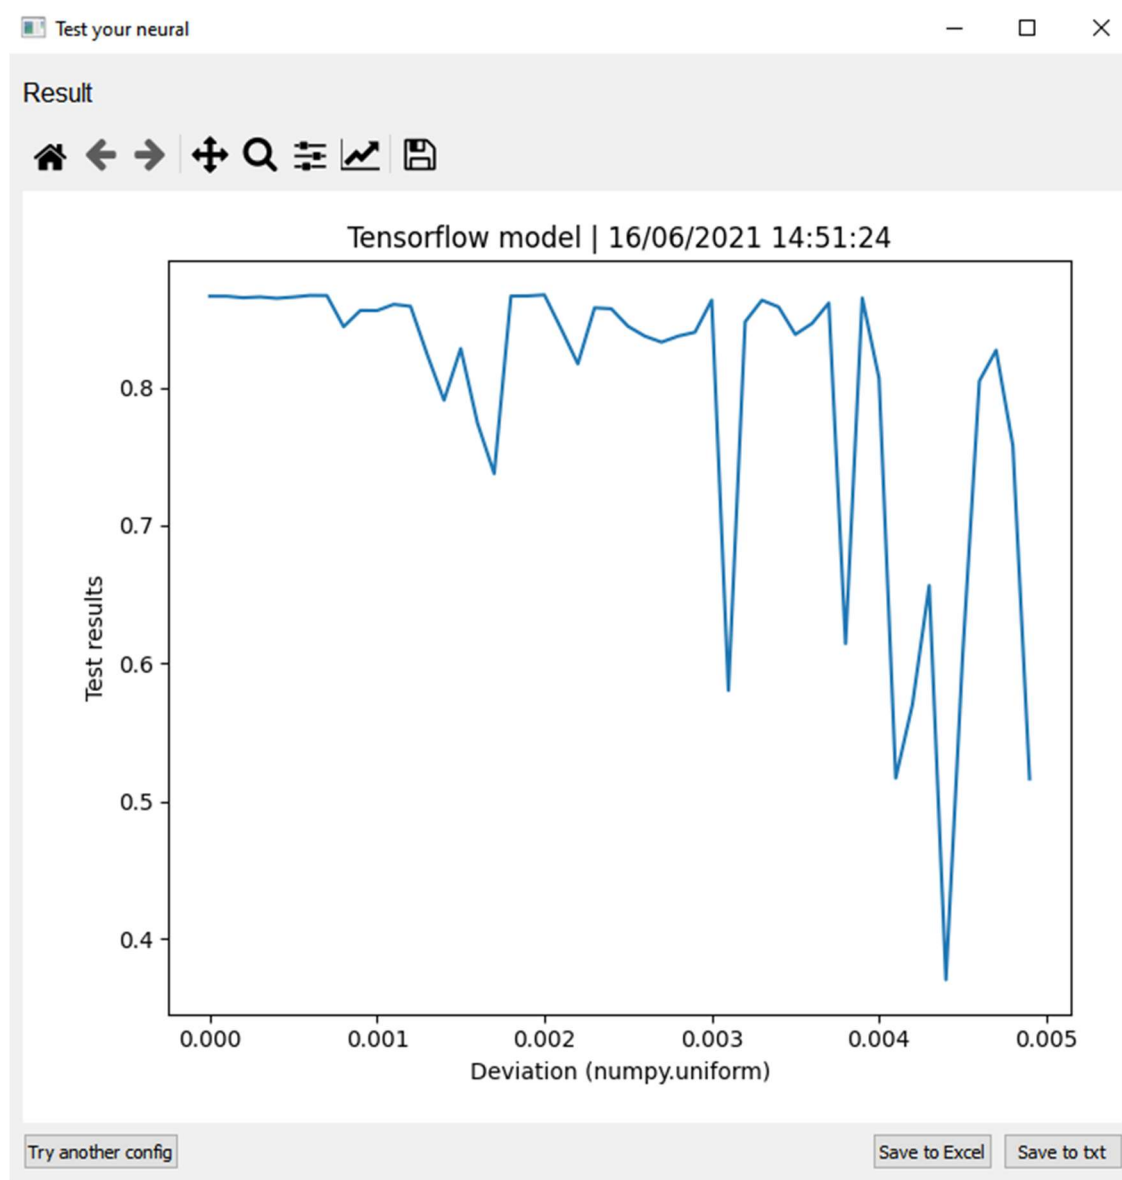 Test your neural
Result
Tensorflow model | 16/06/2021 14:51:24
0.8
0.7
0.6
0.5
0.4
Test results
0.000 0.001 0.002 0.003 0.004 0.005
Deviation (numpy.uniform)
Try another config Save to Excel Save to txt